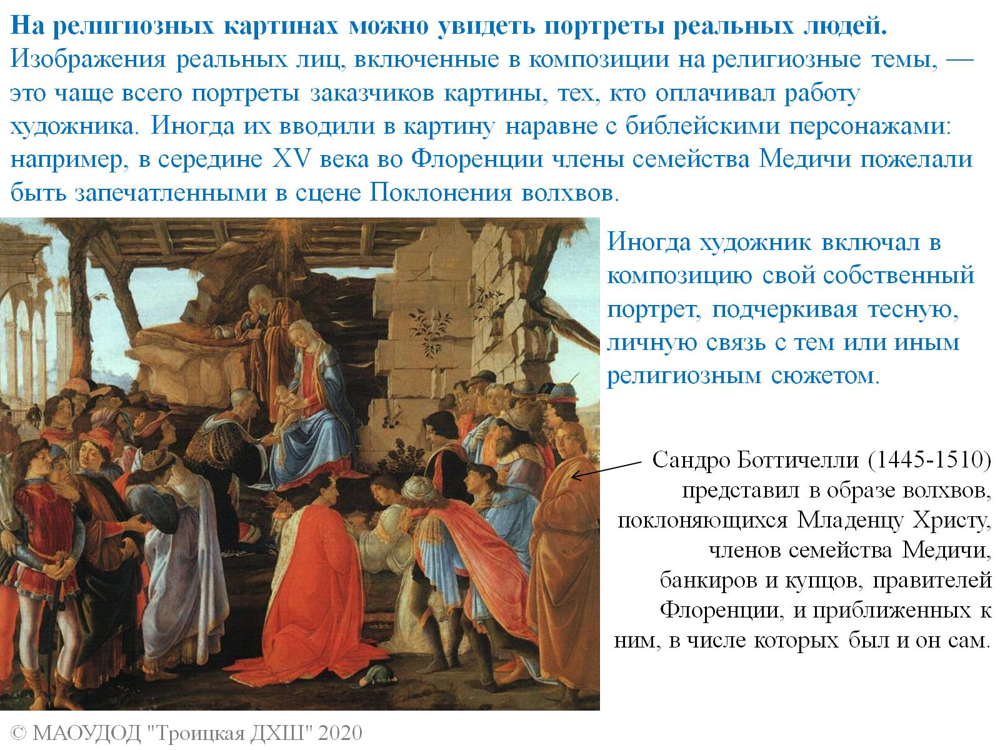 На религиозных картинах можно увидеть портреты реальных людей.
Изображения реальных лиц, включенные в композиции на религиозные темы, —
это чаще всего портреты заказчиков картины, тех, кто оплачивал работу
художника. Иногда их вводили в картину наравне с библейскими персонажами:
например, в середине XV века во Флоренции члены семейства Медичи пожелали
быть запечатленными в сцене Поклонения волхвов.
Иногда художник включал в
композицию свой собственный
портрет, подчеркивая тесную,
личную связь с тем или иным
религиозным сюжетом.
Сандро Боттичелли (1445-1510)
представил в образе волхвов,
поклоняющихся Младенцу Христу,
членов семейства Медичи,
банкиров и купцов, правителей
Флоренции, и приближенных к
ним, в числе которых был и он сам.
© МАОУДОД "Троицкая ДХШ" 2020